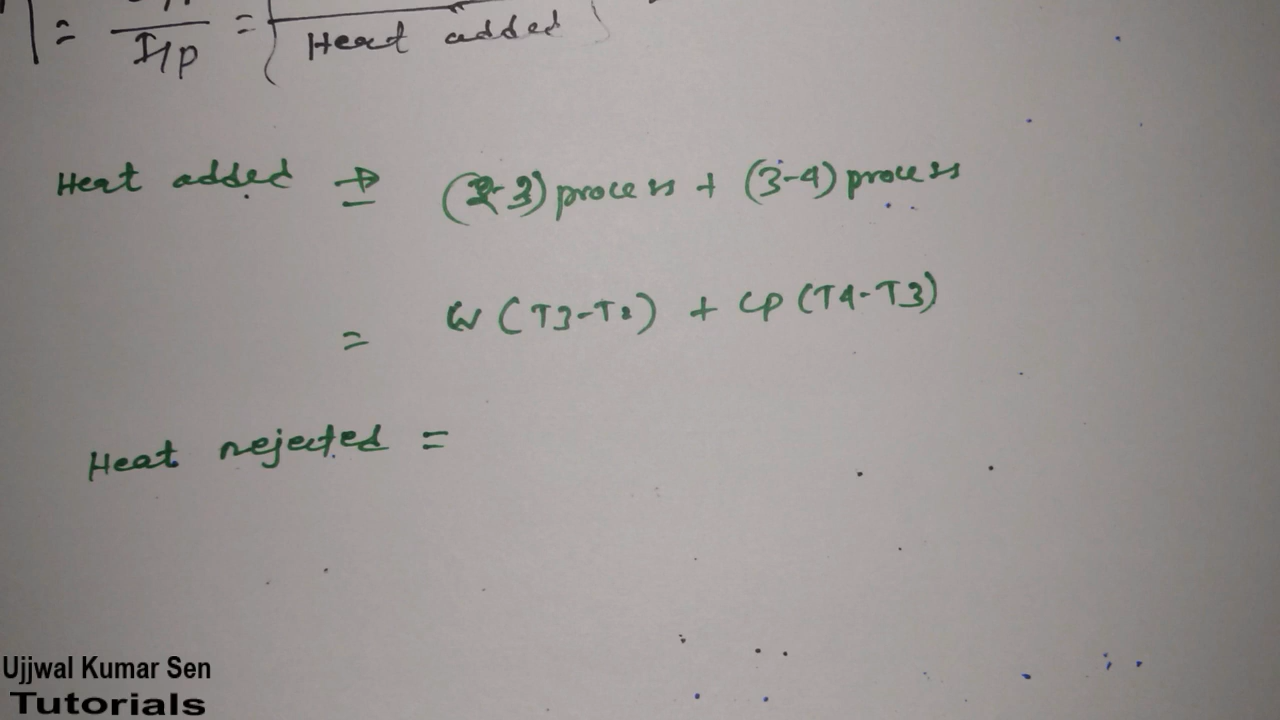 = I/P = Heat added
Heat added ⇒ (2-3) process + (3-4) process
= Cv (T3-T2) + CP (T4-T3)
Heat rejected =
Ujjwal Kumar Sen
Tutorials